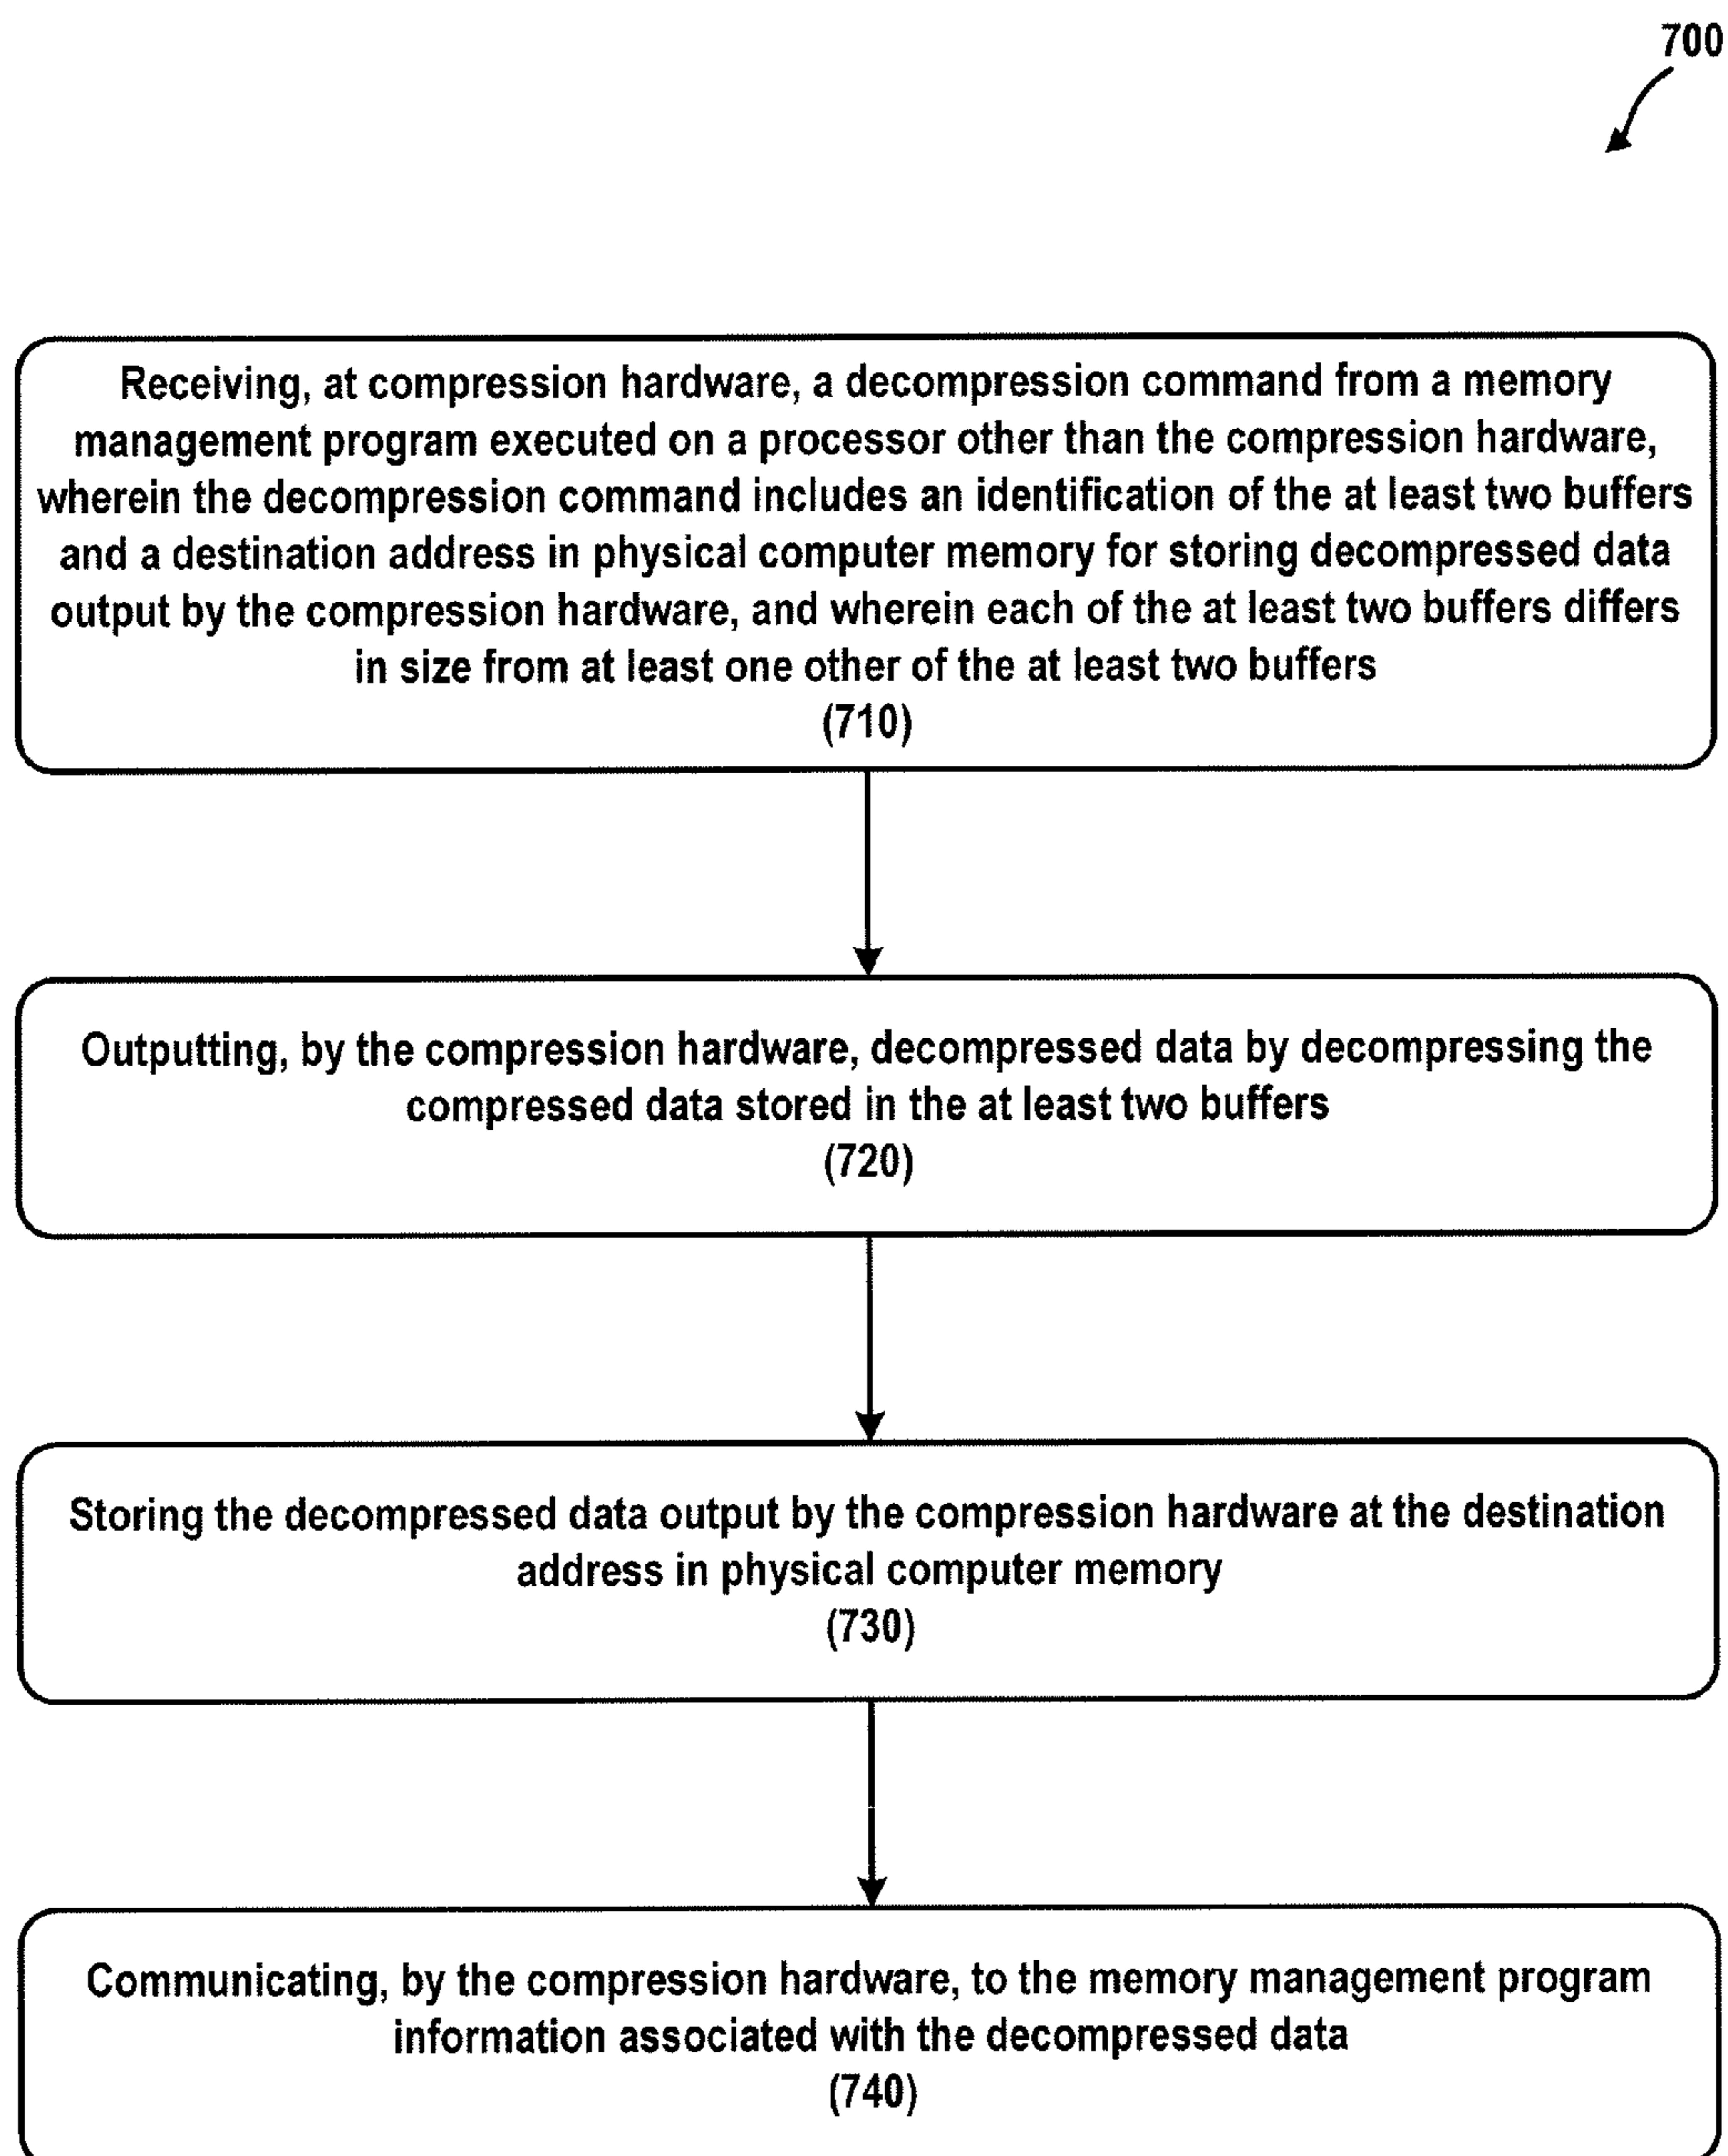 700
Receiving, at compression hardware, a decompression command from a memory
management program executed on a processor other than the compression hardware,
wherein the decompression command includes an identification of the at least two buffers
and a destination address in physical computer memory for storing decompressed data
output by the compression hardware, and wherein each of the at least two buffers differs
in size from at least one other of the at least two buffers
(710)
Outputting, by the compression hardware, decompressed data by decompressing the
compressed data stored in the at least two buffers
(720)
Storing the decompressed data output by the compression hardware at the destination
address in physical computer memory
(730)
Communicating, by the compression hardware, to the memory management program
information associated with the decompressed data
(740)